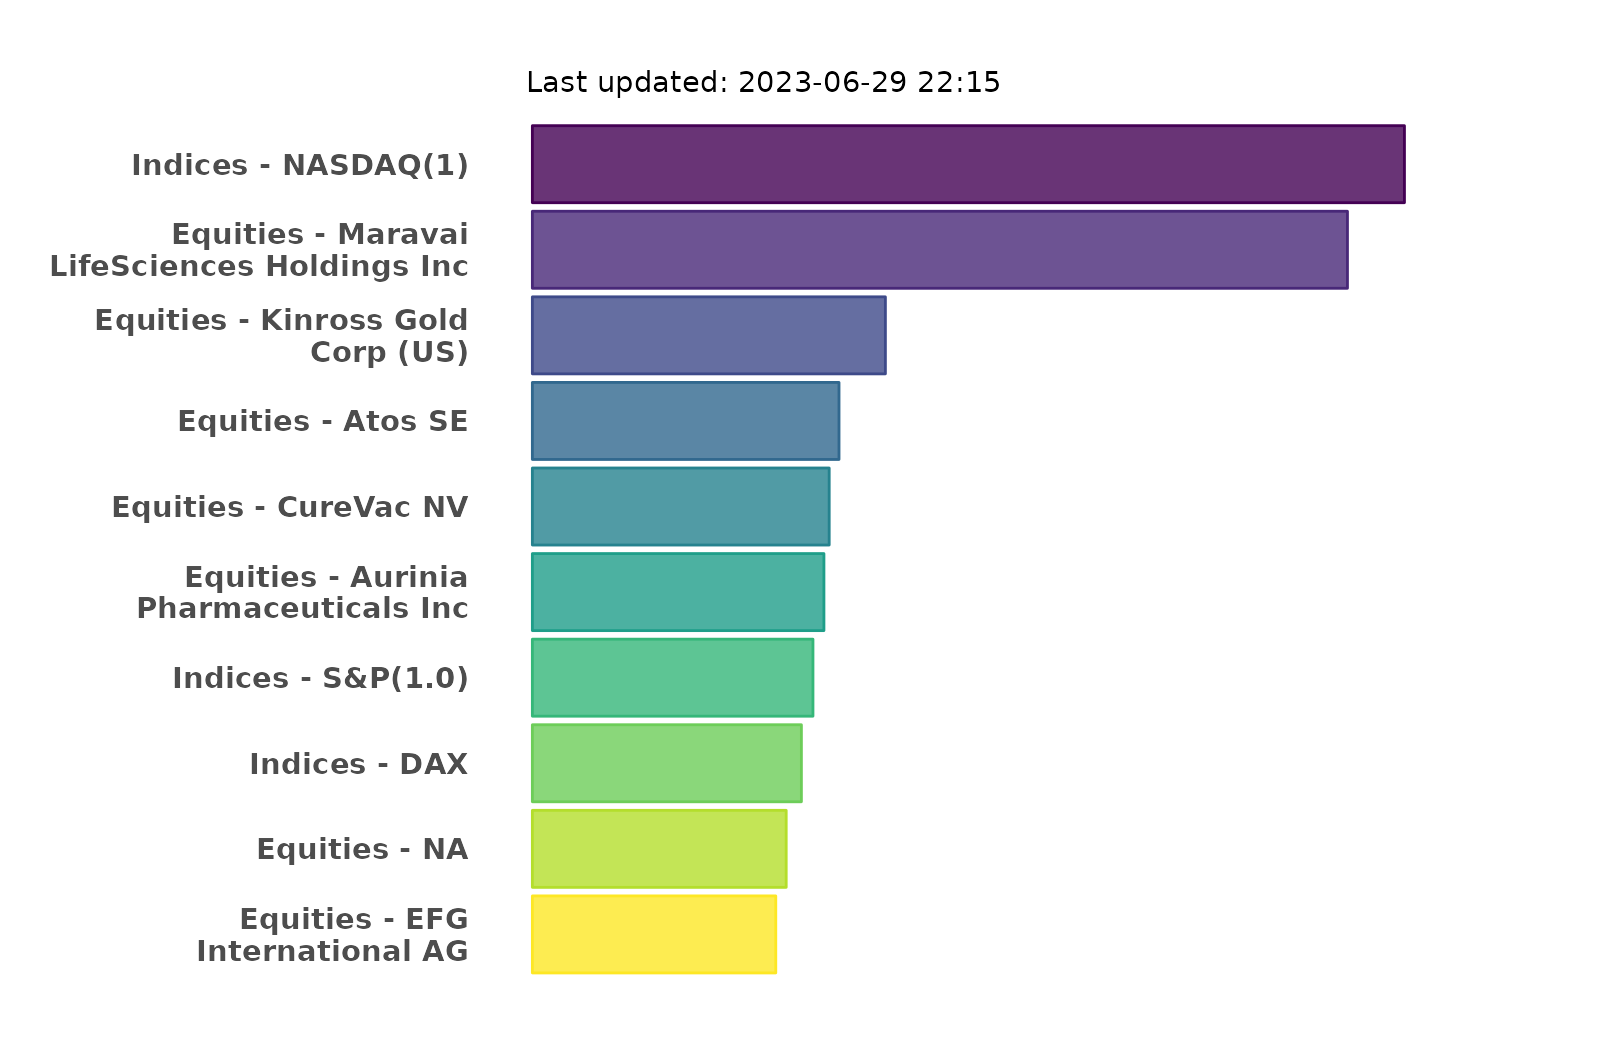 Last updated: 2023-06-29 22:15
Indices - NASDAQ(1)
Equities - Maravai
LifeSciences Holdings Inc
Equities - Kinross Gold
Corp (US)
Equities - Atos SE
Equities - CureVac NV
Equities - Aurinia
Pharmaceuticals Inc
Indices - S&P(1.0)
Indices - DAX
Equities - NA
Equities - EFG
International AG